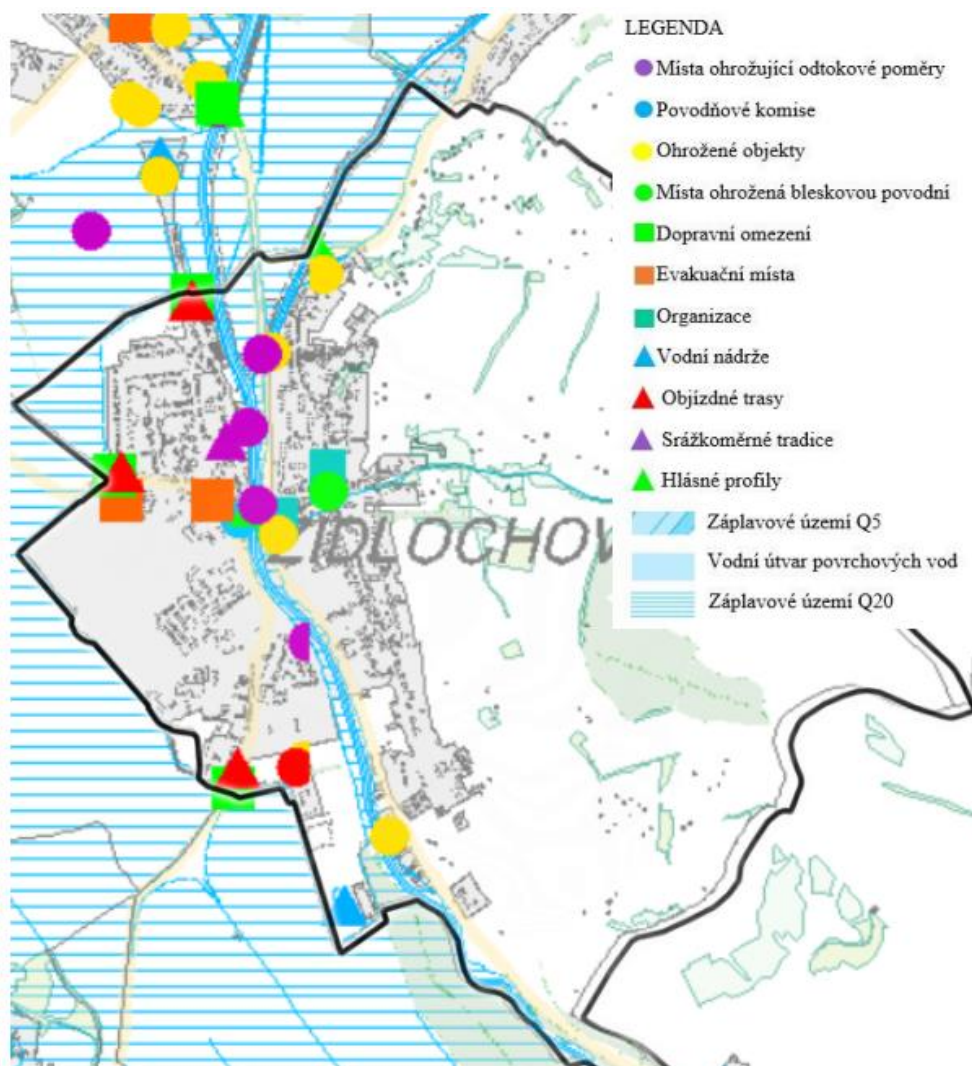 LEGENDA
Místa ohrožující odtokové poměry
Povodňové komise
Ohrožené objekty
Místa ohrožená bleskovou povodní
Dopravní omezení
Evakuační místa
Organizace
Vodní nádrže
Objízdné trasy
Srážkoměrné tradice
Hlásné profily
Záplavové území Q5
Vodní útvar povrchových vod
Záplavové území Q20
ŽIDLOCHOV